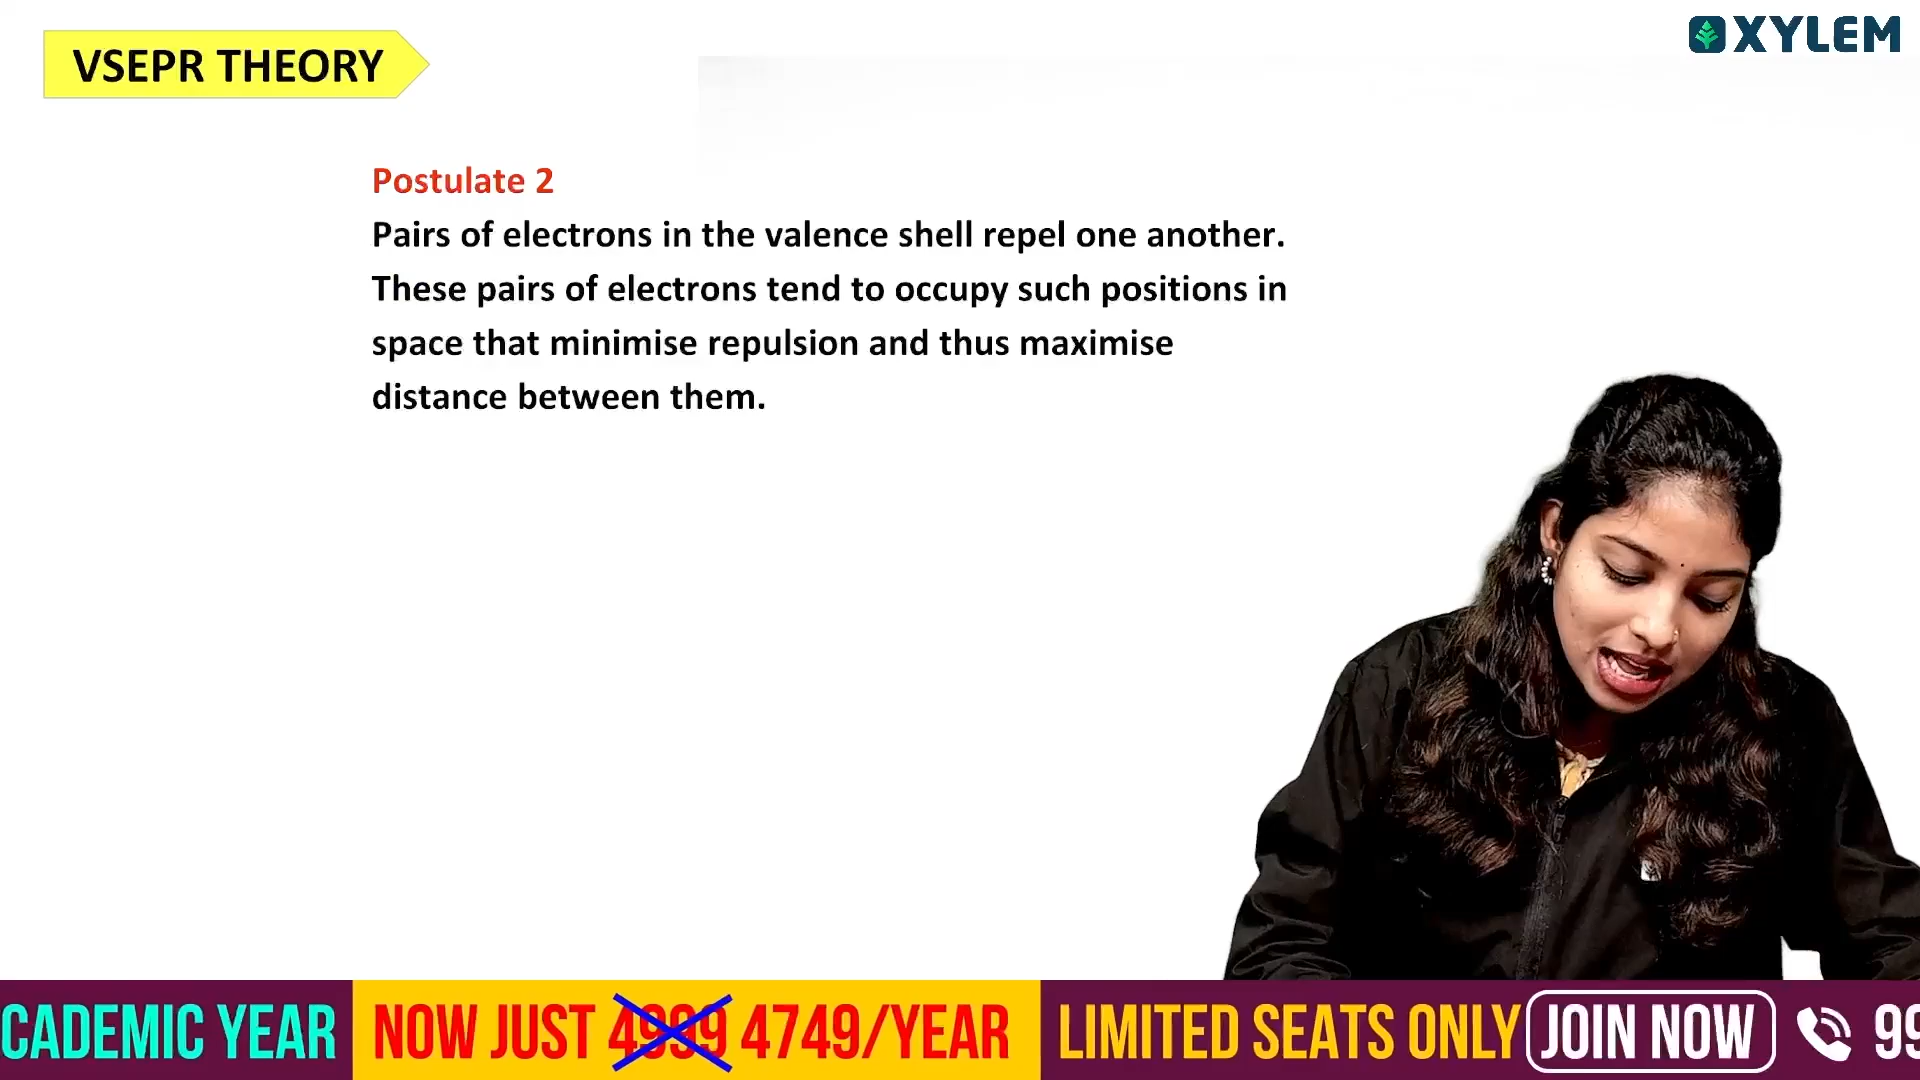 VSEPR THEORY
XYLEM
Postulate 2
Pairs of electrons in the valence shell repel one another.
These pairs of electrons tend to occupy such positions in
space that minimise repulsion and thus maximise
distance between them.
CADEMIC YEAR NOW JUST 4999 4749/YEAR LIMITED SEATS ONLY JOIN NOW 99